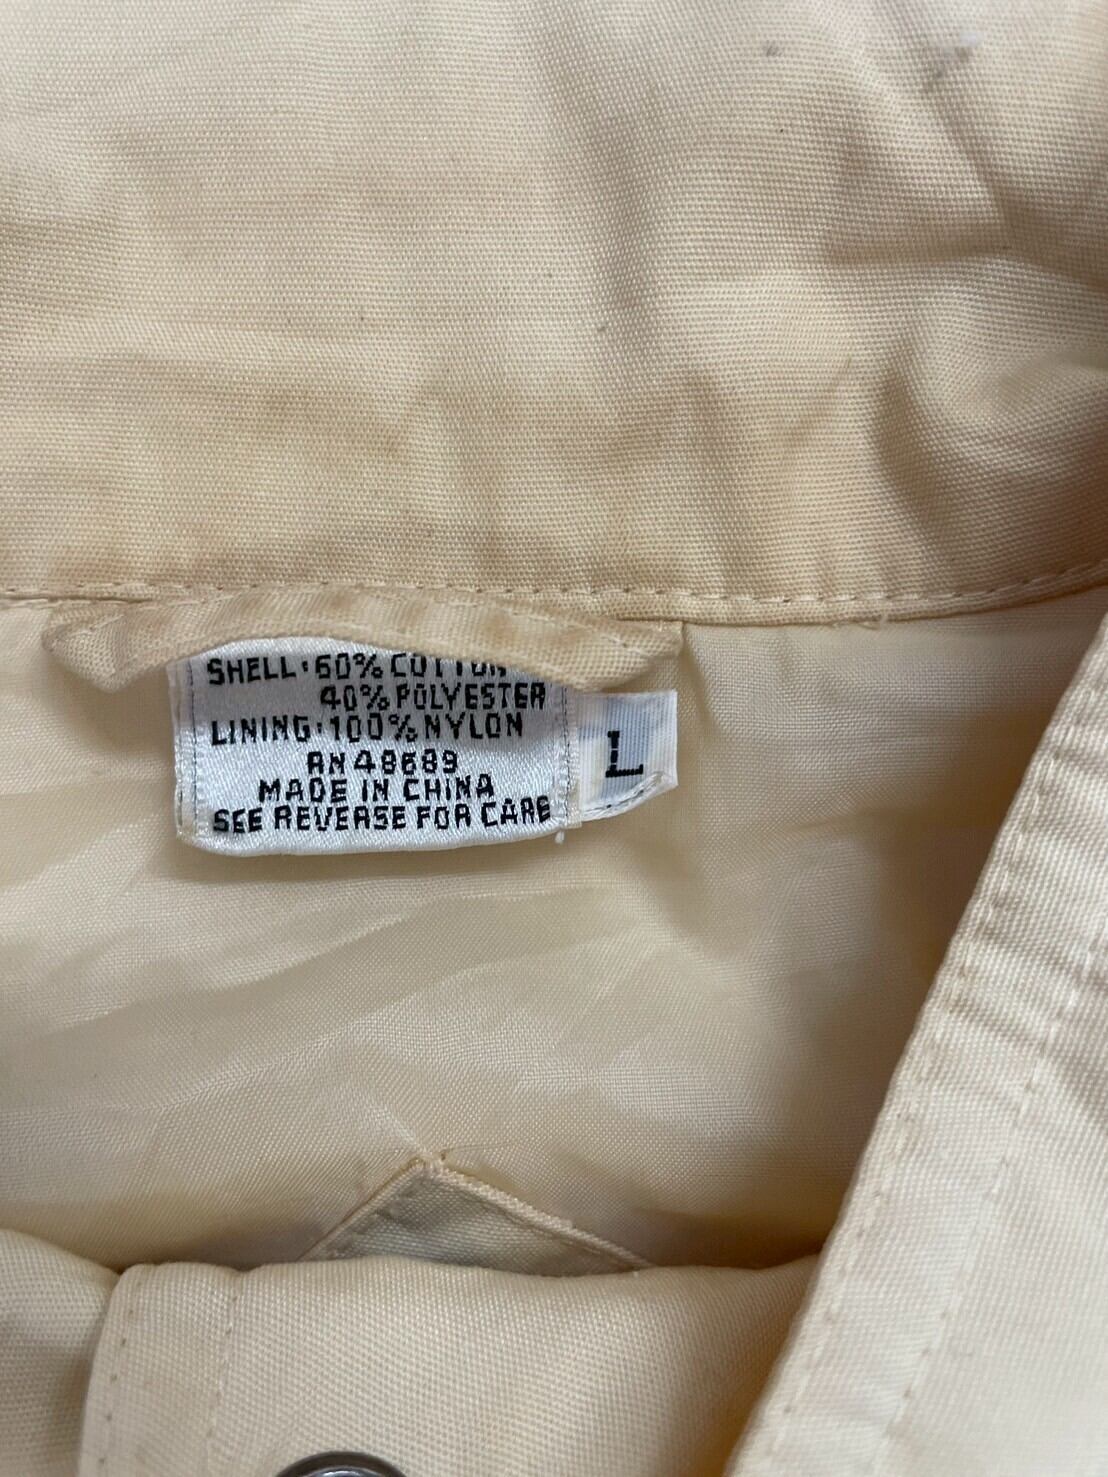 SHELL: 60% COTTON
40% POLYESTER
LINING: 100% NYLON
RN 48689
MADE IN CHINA
SEE REVERSE FOR CARE
L